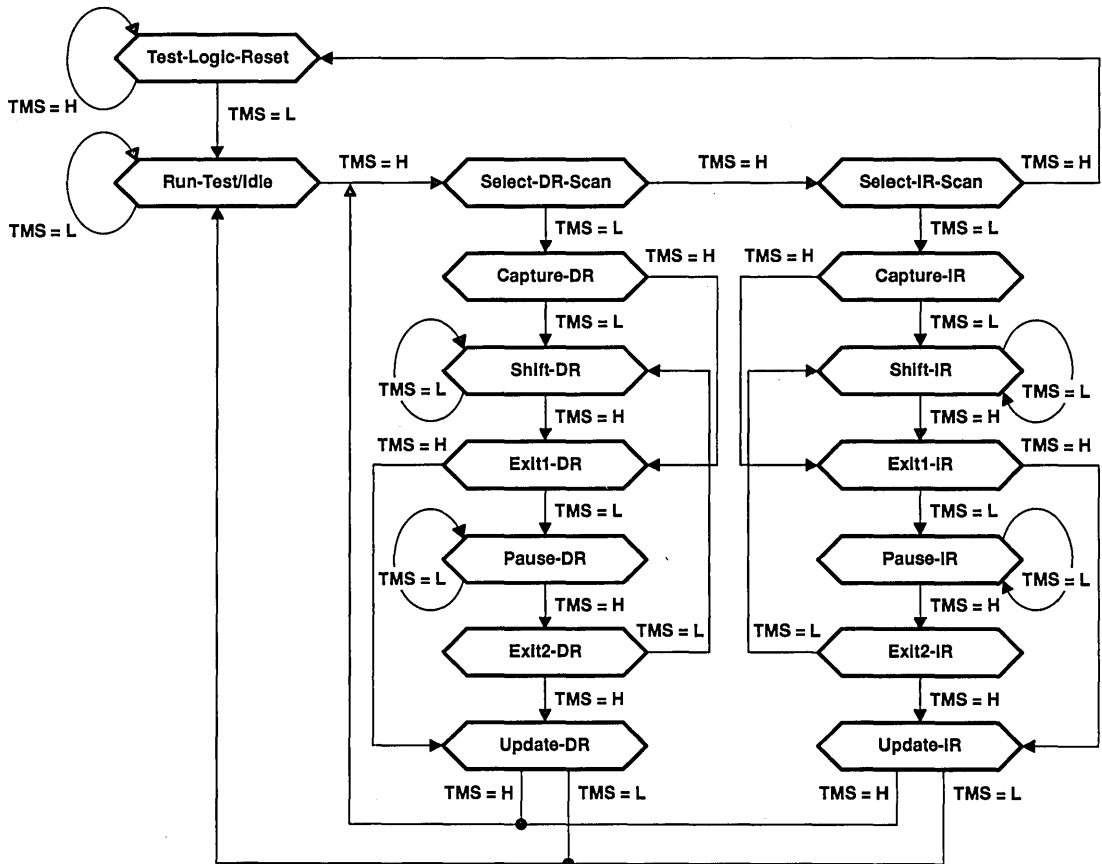 Test-Logic-Reset
TMS = H
TMS = L
TMS = H
TMS = H
TMS = H
Run-Test/Idle
Select-DR-Scan
Select-IR-Scan
TMS = L
TMS = L
TMS = L
TMS = H
TMS = H
Capture-DR
Capture-IR
TMS = L
TMS = L
Shift-DR
Shift-IR
TMS = L
TMS = L
TMS = H
TMS = H
TMS = H
TMS = H
Exit1-DR
Exit1-IR
TMS = L
TMS = L
Pause-DR
Pause-IR
TMS = L
TMS = L
TMS = H
TMS = H
TMS = L
TMS = L
Exit2-DR
Exit2-IR
TMS = H
TMS = H
Update-DR
Update-IR
TMS = H
TMS = L
TMS = H
TMS = L